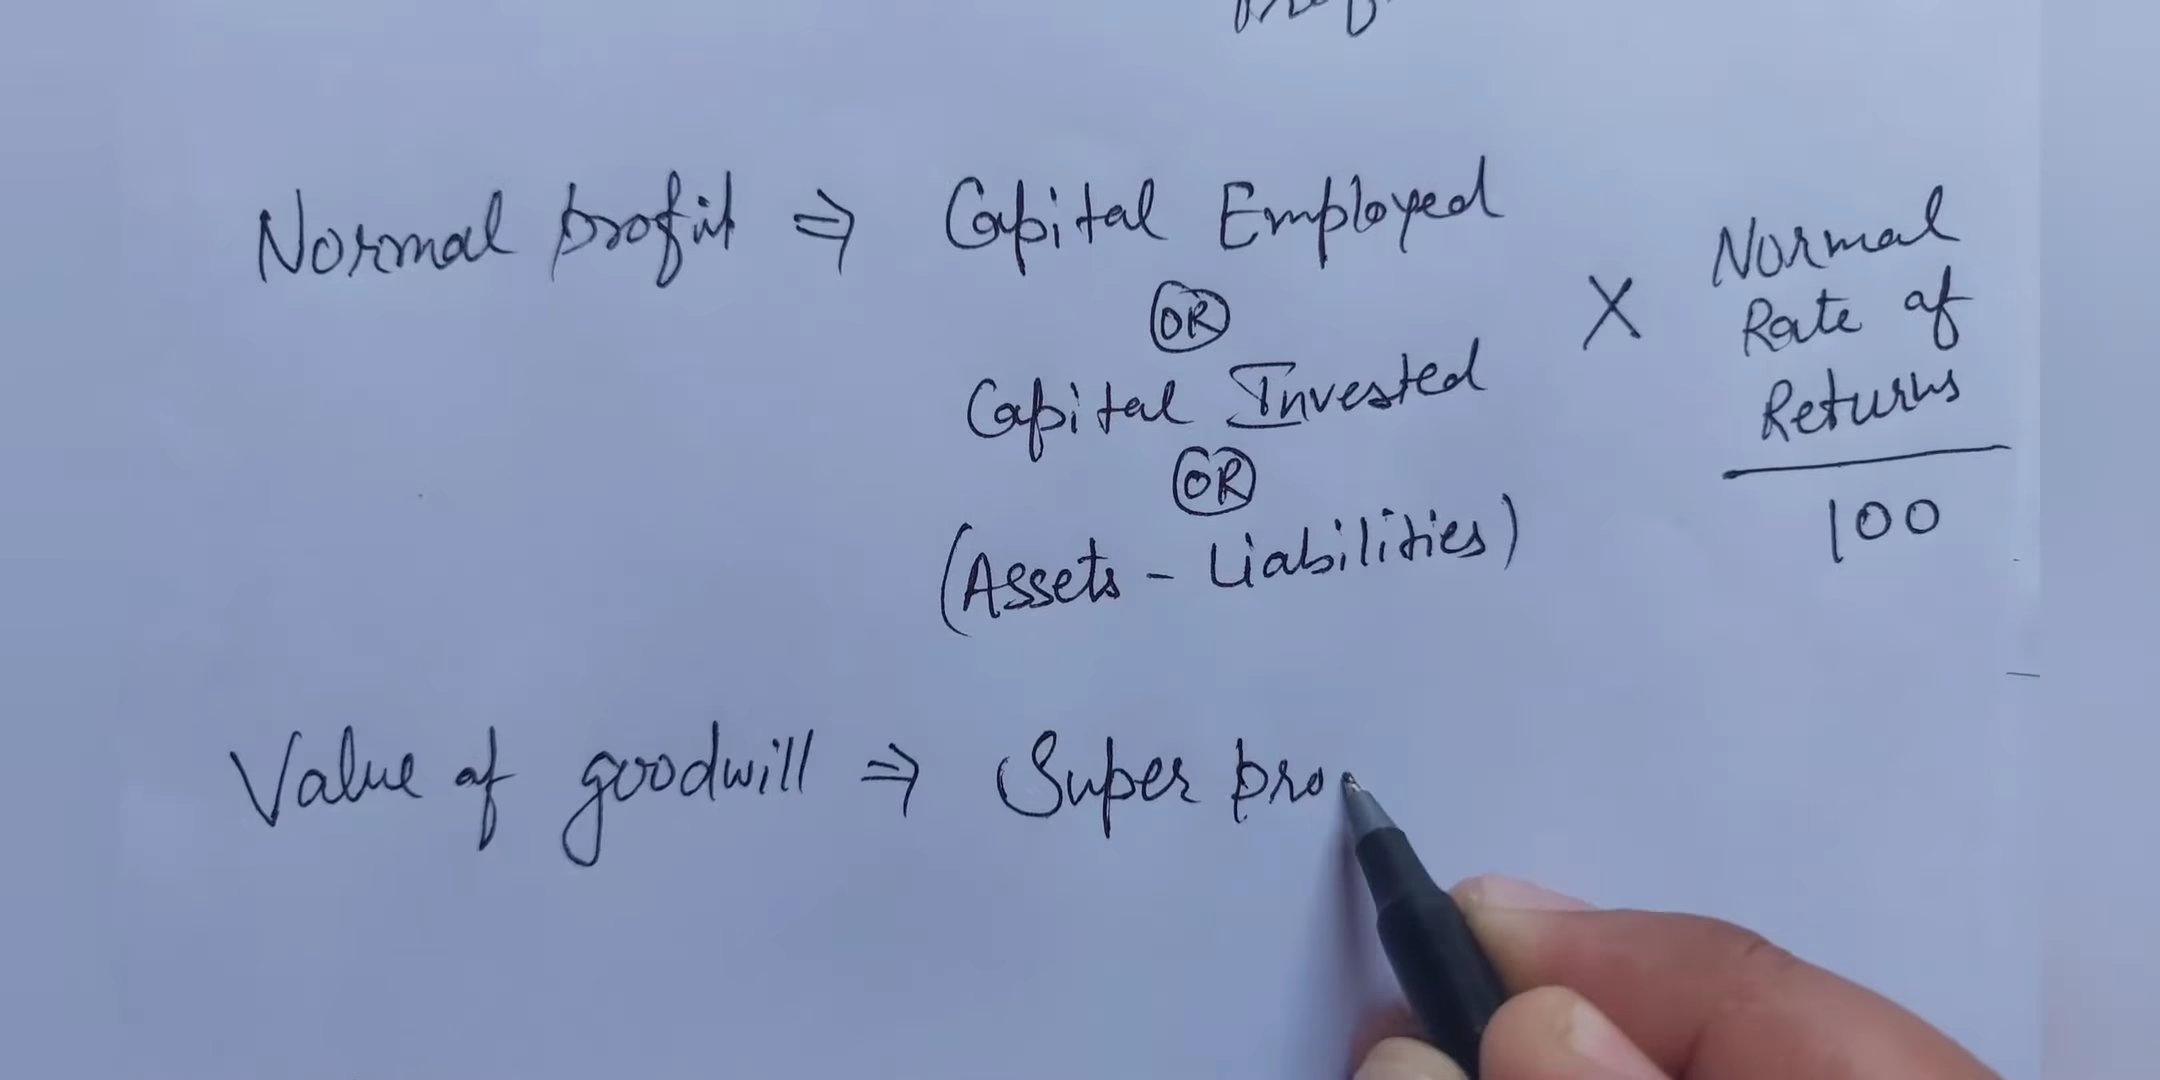 Normal profit ⇒ Capital Employed
OR
Capital Invested
OR
(Assets - Liabilities)
X
Normal
Rate of
Returns
100
Value of goodwill ⇒ Super pro